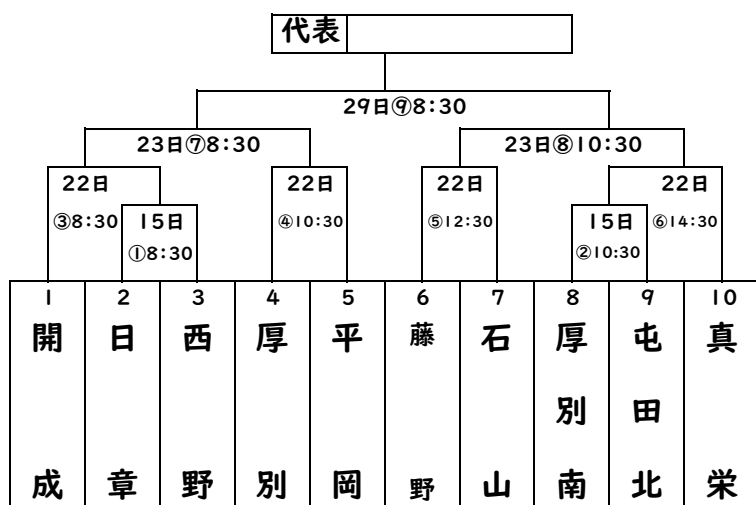 代表
29日⑨8:30
23日⑦8:30
23日⑧10:30
22日
22日
22日
22日
③8:30
15日
④10:30
⑤12:30
15日
⑥14:30
①8:30
②10:30
1 2 3 4 5 6 7 8 9 10
開成
日章
西野
厚別
平岡
藤野
石山
厚別南
屯田北
真栄